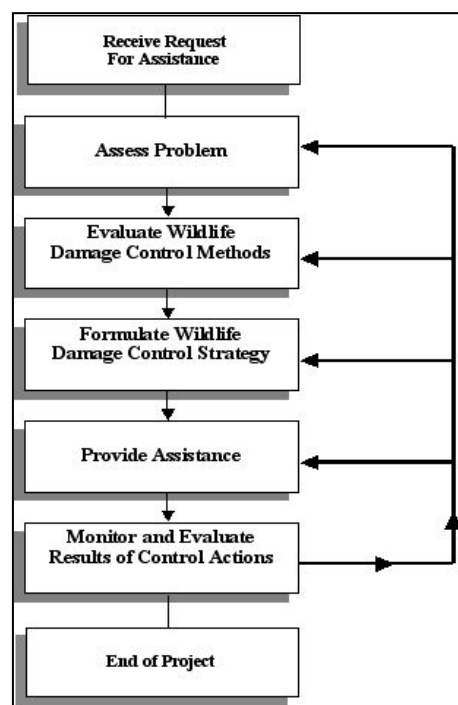 Receive Request
For Assistance
Assess Problem
Evaluate Wildlife
Damage Control Methods
Formulate Wildlife
Damage Control Strategy
Provide Assistance
Monitor and Evaluate
Results of Control Actions
End of Project